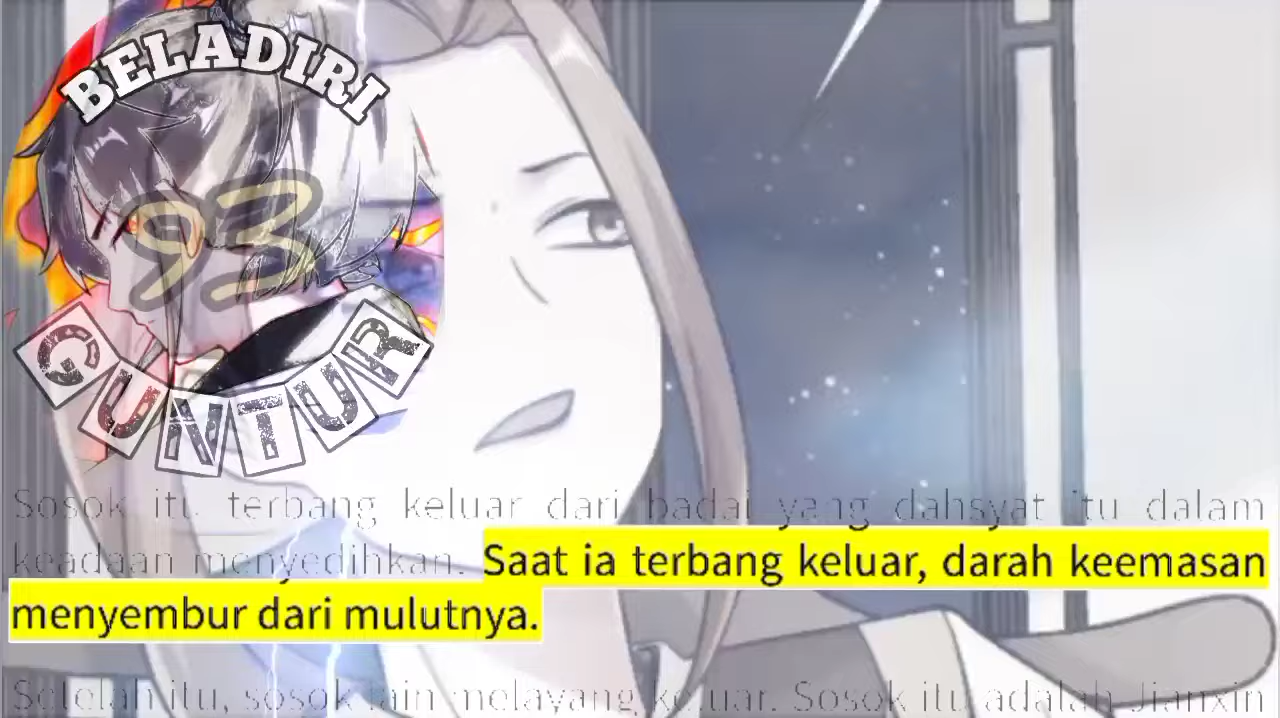 BELADIRI
93
GUNTUR
Sosok itu terbang keluar dari badai yang dahsyat itu dalam
keadaan menyedihkan. Saat ia terbang keluar, darah keemasan
menyembur dari mulutnya.
Setelah itu, sosok lain melayang keluar. Sosok itu adalah Jianxin